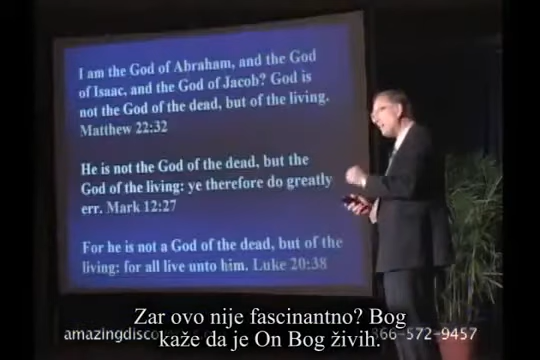 I am the God of Abraham, and the God
of Isaac, and the God of Jacob? God is
not the God of the dead, but of the living.
Matthew 22:32
He is not the God of the dead, but the
God of the living: ye therefore do greatly
err. Mark 12:27
For he is not a God of the dead, but of the
living: for all live unto him. Luke 20:38
Zar ovo nije fascinantno? Bog
kaže da je On Bog živih.
866-572-9457